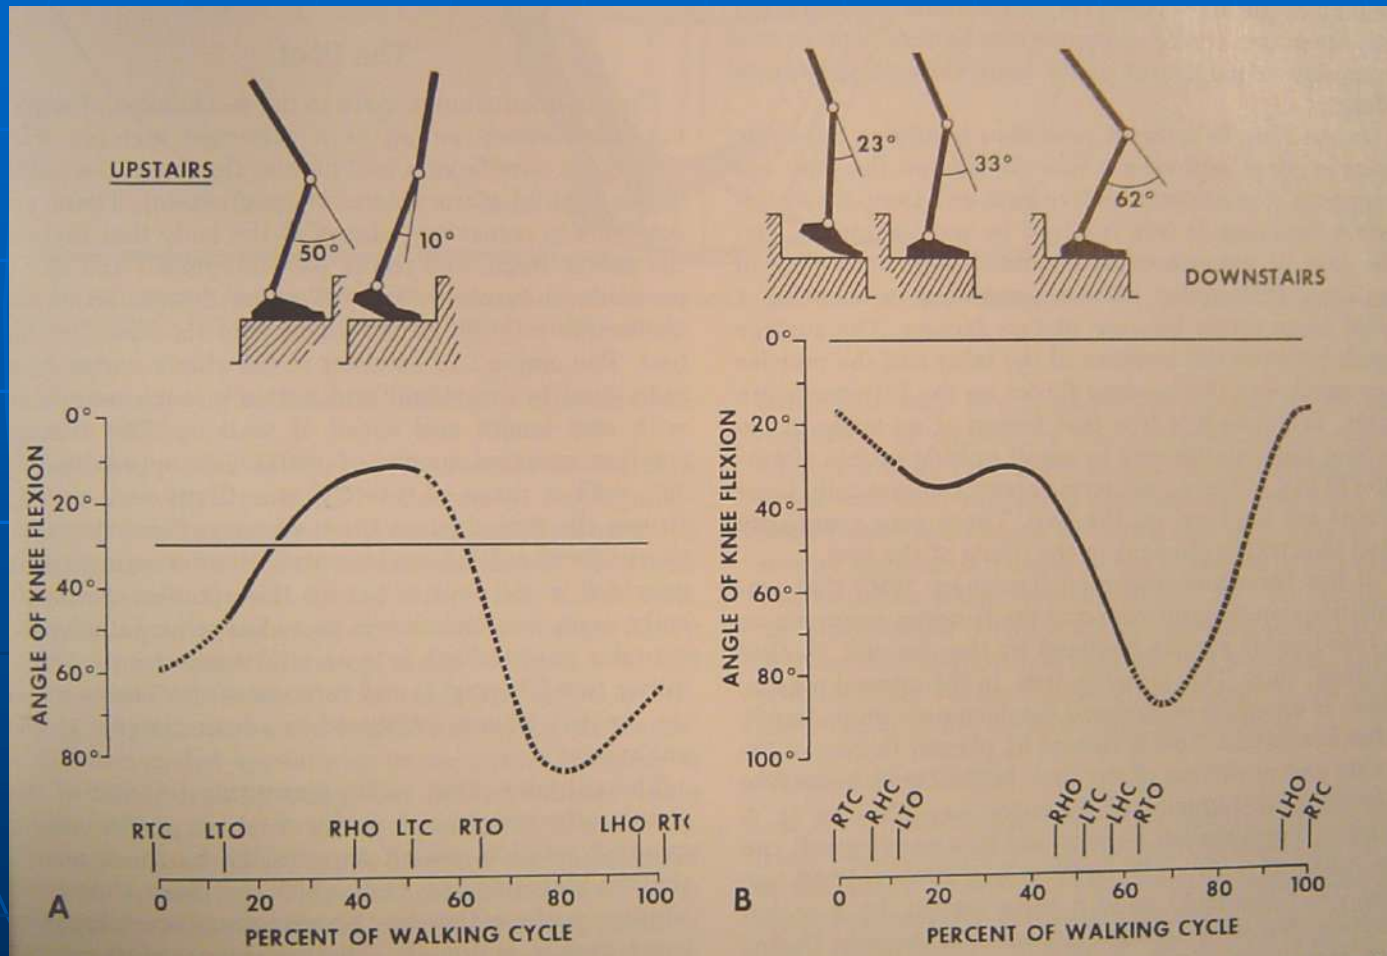 UPSTAIRS
50°
10°
0°
20°
40°
60°
80°
ANGLE OF KNEE FLEXION
RTC LTO RHO LTC RTO LHO RTC
0 20 40 60 80 100
A
PERCENT OF WALKING CYCLE
23°
33°
62°
DOWNSTAIRS
0°
20°
40°
60°
80°
100°
ANGLE OF KNEE FLEXION
RTC RHC LTO RHO LTC LHC RTO LHO RTC
0 20 40 60 80 100
B
PERCENT OF WALKING CYCLE